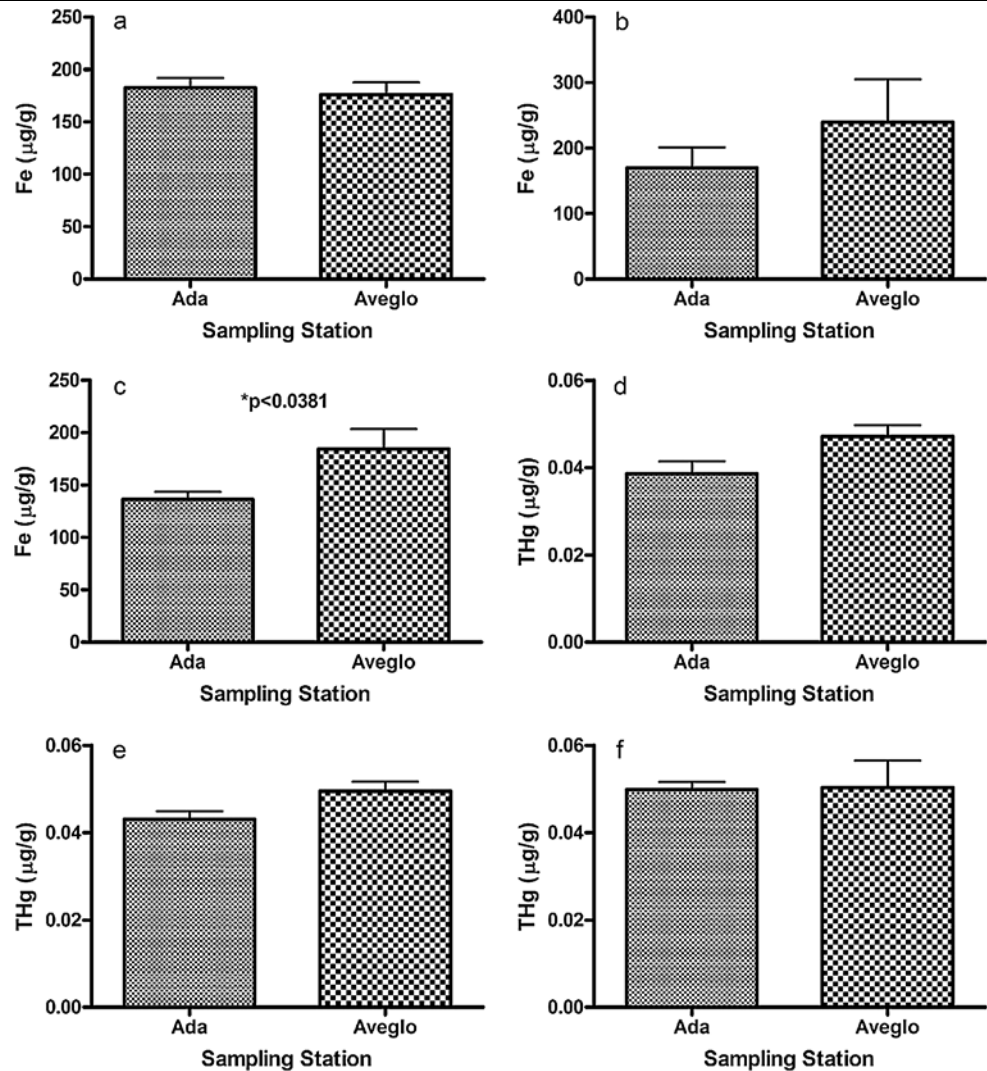 a
250
200
150
100
50
0
Fe (μg/g)
Ada Aveglo
Sampling Station
b
400
300
200
100
0
Fe (μg/g)
Ada Aveglo
Sampling Station
c
*p<0.0381
250
200
150
100
50
0
Fe (μg/g)
Ada Aveglo
Sampling Station
d
0.06
0.04
0.02
0.00
THg (μg/g)
Ada Aveglo
Sampling Station
e
0.06
0.04
0.02
0.00
THg (μg/g)
Ada Aveglo
Sampling Station
f
0.06
0.04
0.02
0.00
THg (μg/g)
Ada Aveglo
Sampling Station